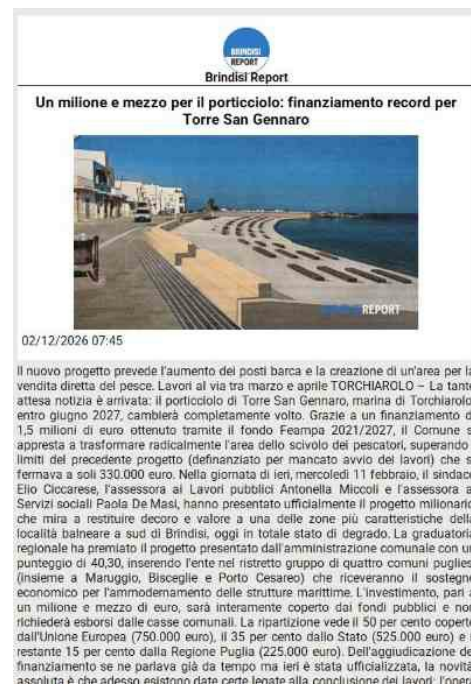 BRINDISI
REPORT
Brindisi Report
Un milione e mezzo per il porticciolo: finanziamento record per
Torre San Gennaro
REPORT
02/12/2026 07:45
Il nuovo progetto prevede l'aumento dei posti barca e la creazione di un'area per la
vendita diretta del pesce. Lavori al via tra marzo e aprile TORCHIAROLO – La tanto
attesa notizia è arrivata: il porticciolo di Torre San Gennaro, marina di Torchiarolo,
entro giugno 2027, cambierà completamente volto. Grazie a un finanziamento di
1,5 milioni di euro ottenuto tramite il fondo Feampa 2021/2027, il Comune s
appresta a trasformare radicalmente l'area dello scivolo dei pescatori, superando
limiti del precedente progetto (definanziato per mancato avvio dei lavori) che s
fermava a soli 330.000 euro. Nella giornata di ieri, mercoledì 11 febbraio, il sindaco
Elio Ciccarese, l'assessora ai Lavori pubblici Antonella Miccoli e l'assessora a
Servizi sociali Paola De Masi, hanno presentato ufficialmente il progetto milionario
che mira a restituire decoro e valore a una delle zone più caratteristiche della
località balneare a sud di Brindisi, oggi in totale stato di degrado. La graduatoria
regionale ha premiato il progetto presentato dall'amministrazione comunale con un
punteggio di 40,30, inserendo l'ente nel ristretto gruppo di quattro comuni pugliesi
(insieme a Maruggio, Bisceglie e Porto Cesareo) che riceveranno il sostegno
economico per l'ammodernamento delle strutture marittime. L'investimento, pari a
un milione e mezzo di euro, sarà interamente coperto dai fondi pubblici e non
richiederà esborsi dalle casse comunali. La ripartizione vede il 50 per cento coperto
dall'Unione Europea (750.000 euro), il 35 per cento dallo Stato (525.000 euro) e i
restante 15 per cento dalla Regione Puglia (225.000 euro). Dell'aggiudicazione de
finanziamento se ne parlava già da tempo ma ieri è stata ufficializzata, la novità
assoluta è che adesso esistono date certe legate alla conclusione dei lavori: l'opera